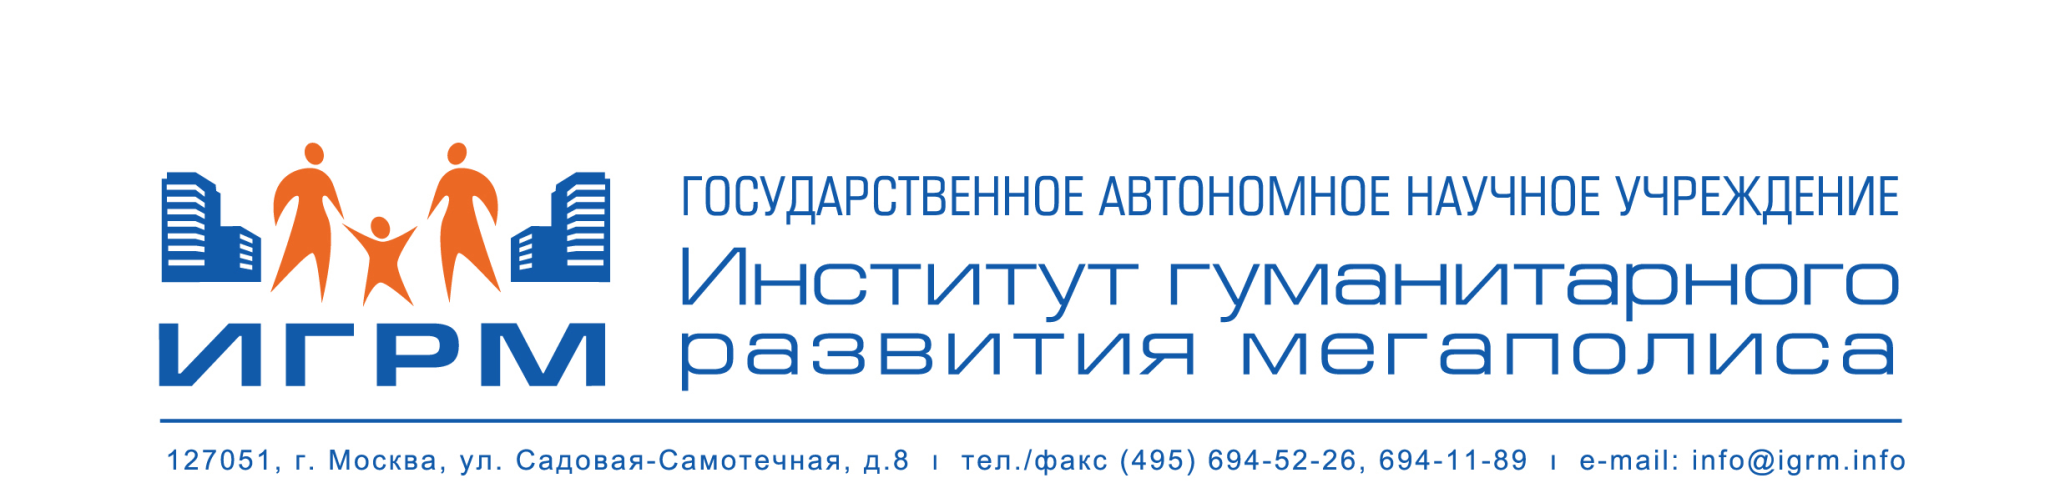 ИГРМ
ГОСУДАРСТВЕННОЕ АВТОНОМНОЕ НАУЧНОЕ УЧРЕЖДЕНИЕ
Институт гуманитарного
развития мегаполиса
127051, г. Москва, ул. Садовая-Самотечная, д.8 | тел./факс (495) 694-52-26, 694-11-89 | e-mail: info@igrm.info